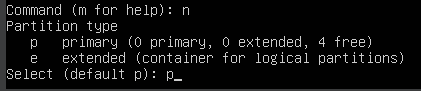 Command (m for help): n
Partition type
   p   primary (0 primary, 0 extended, 4 free)
   e   extended (container for logical partitions)
Select (default p): p_